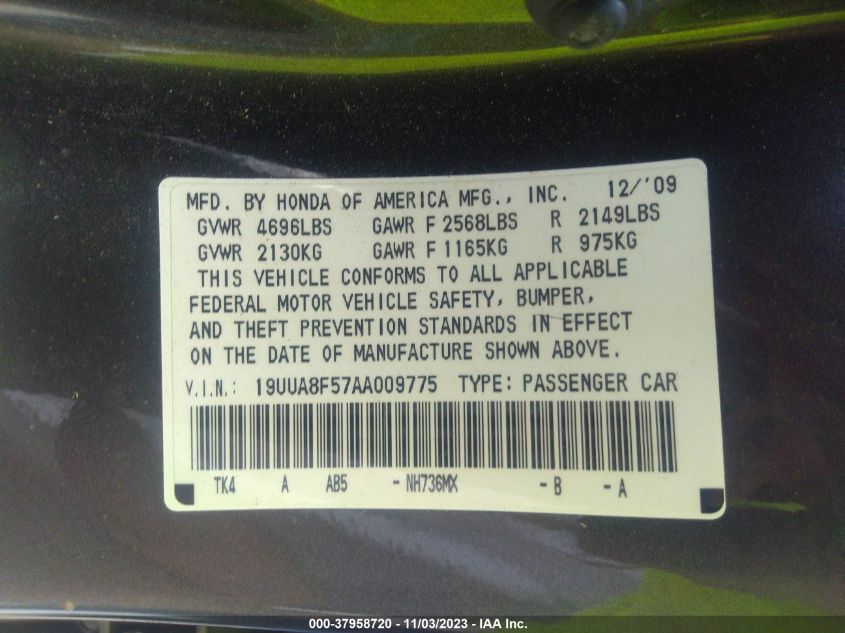 MFD. BY HONDA OF AMERICA MFG., INC. 12/'09
GVWR 4696LBS GAWR F 2568LBS R 2149LBS
GVWR 2130KG GAWR F 1165KG R 975KG
THIS VEHICLE CONFORMS TO ALL APPLICABLE
FEDERAL MOTOR VEHICLE SAFETY, BUMPER,
AND THEFT PREVENTION STANDARDS IN EFFECT
ON THE DATE OF MANUFACTURE SHOWN ABOVE.
V.I.N.: 19UUA8F57AA009775 TYPE: PASSENGER CAR
TK4 A AB5 - NH736MX - B - A
000-37958720 - 11/03/2023 - IAA Inc.